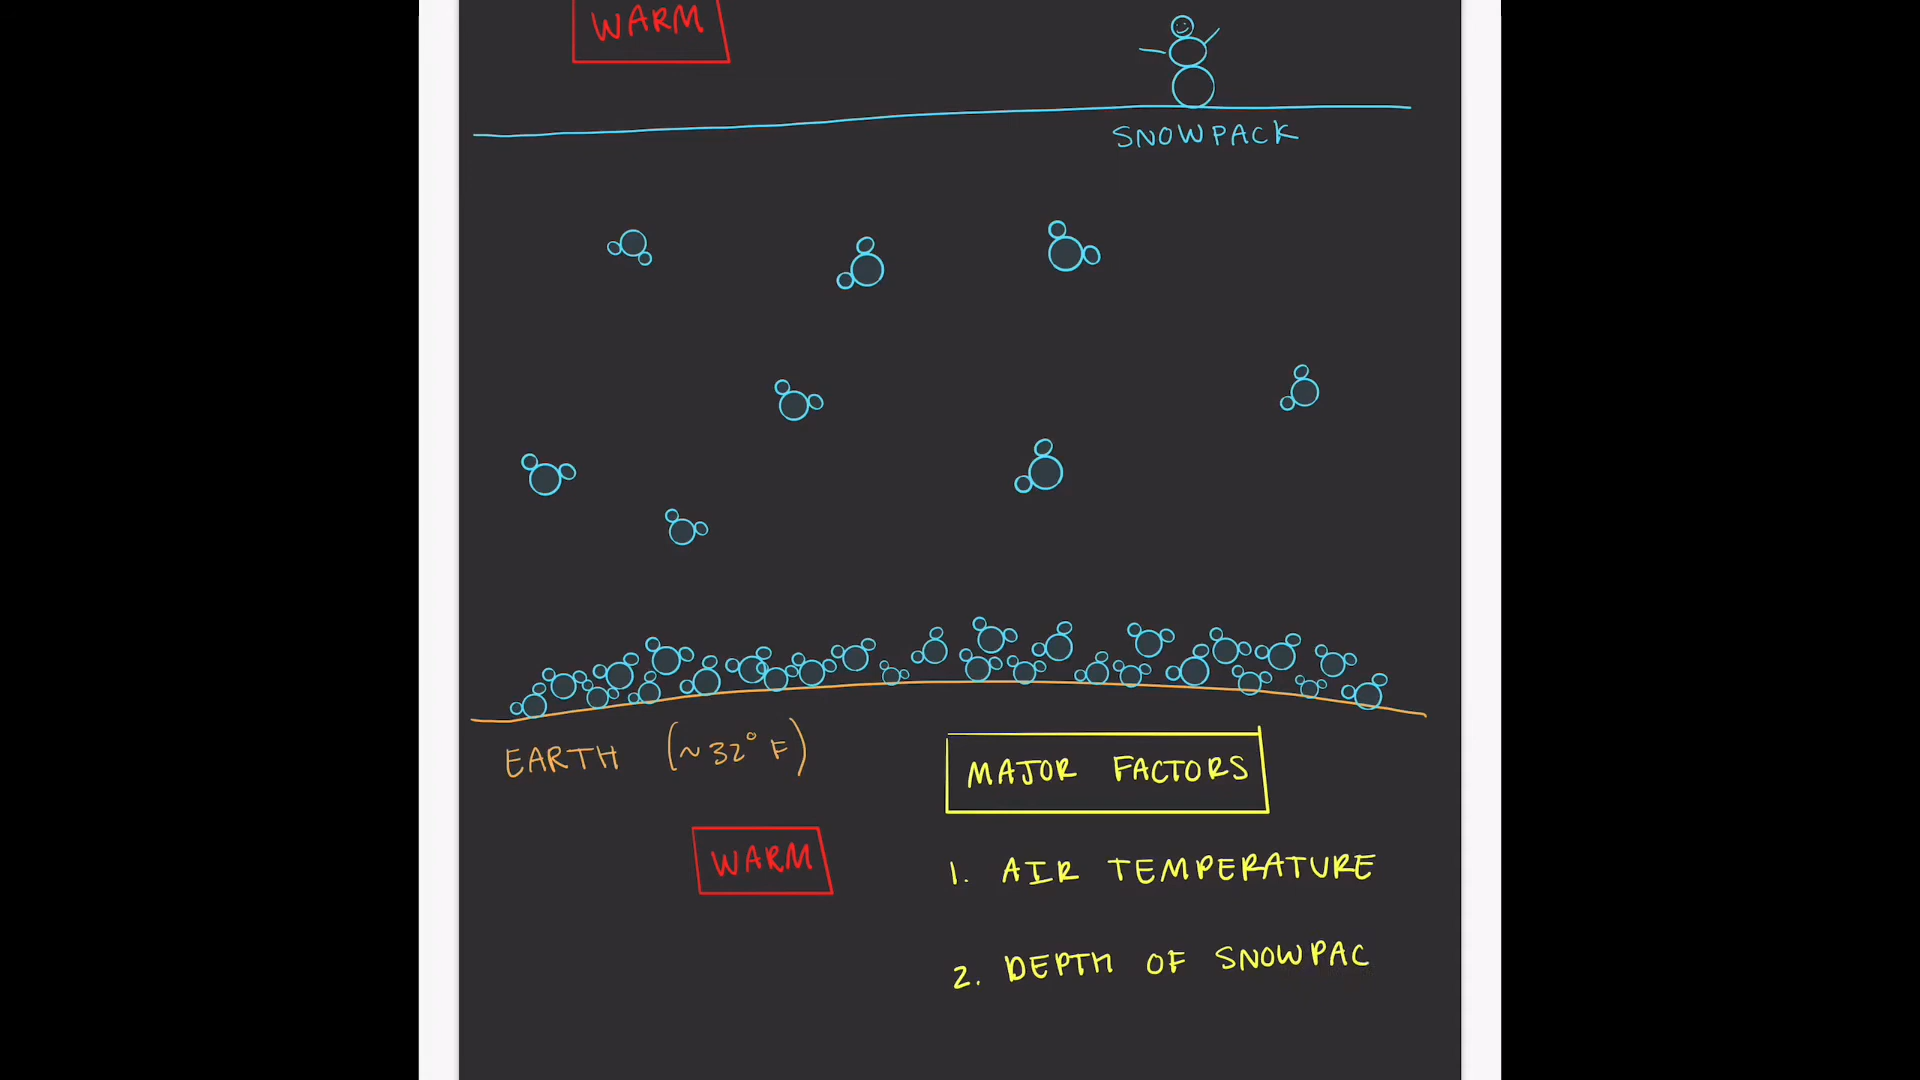 WARM
SNOWPACK
EARTH (~32° F)
MAJOR FACTORS
WARM
1. AIR TEMPERATURE
2. DEPTH OF SNOWPAC